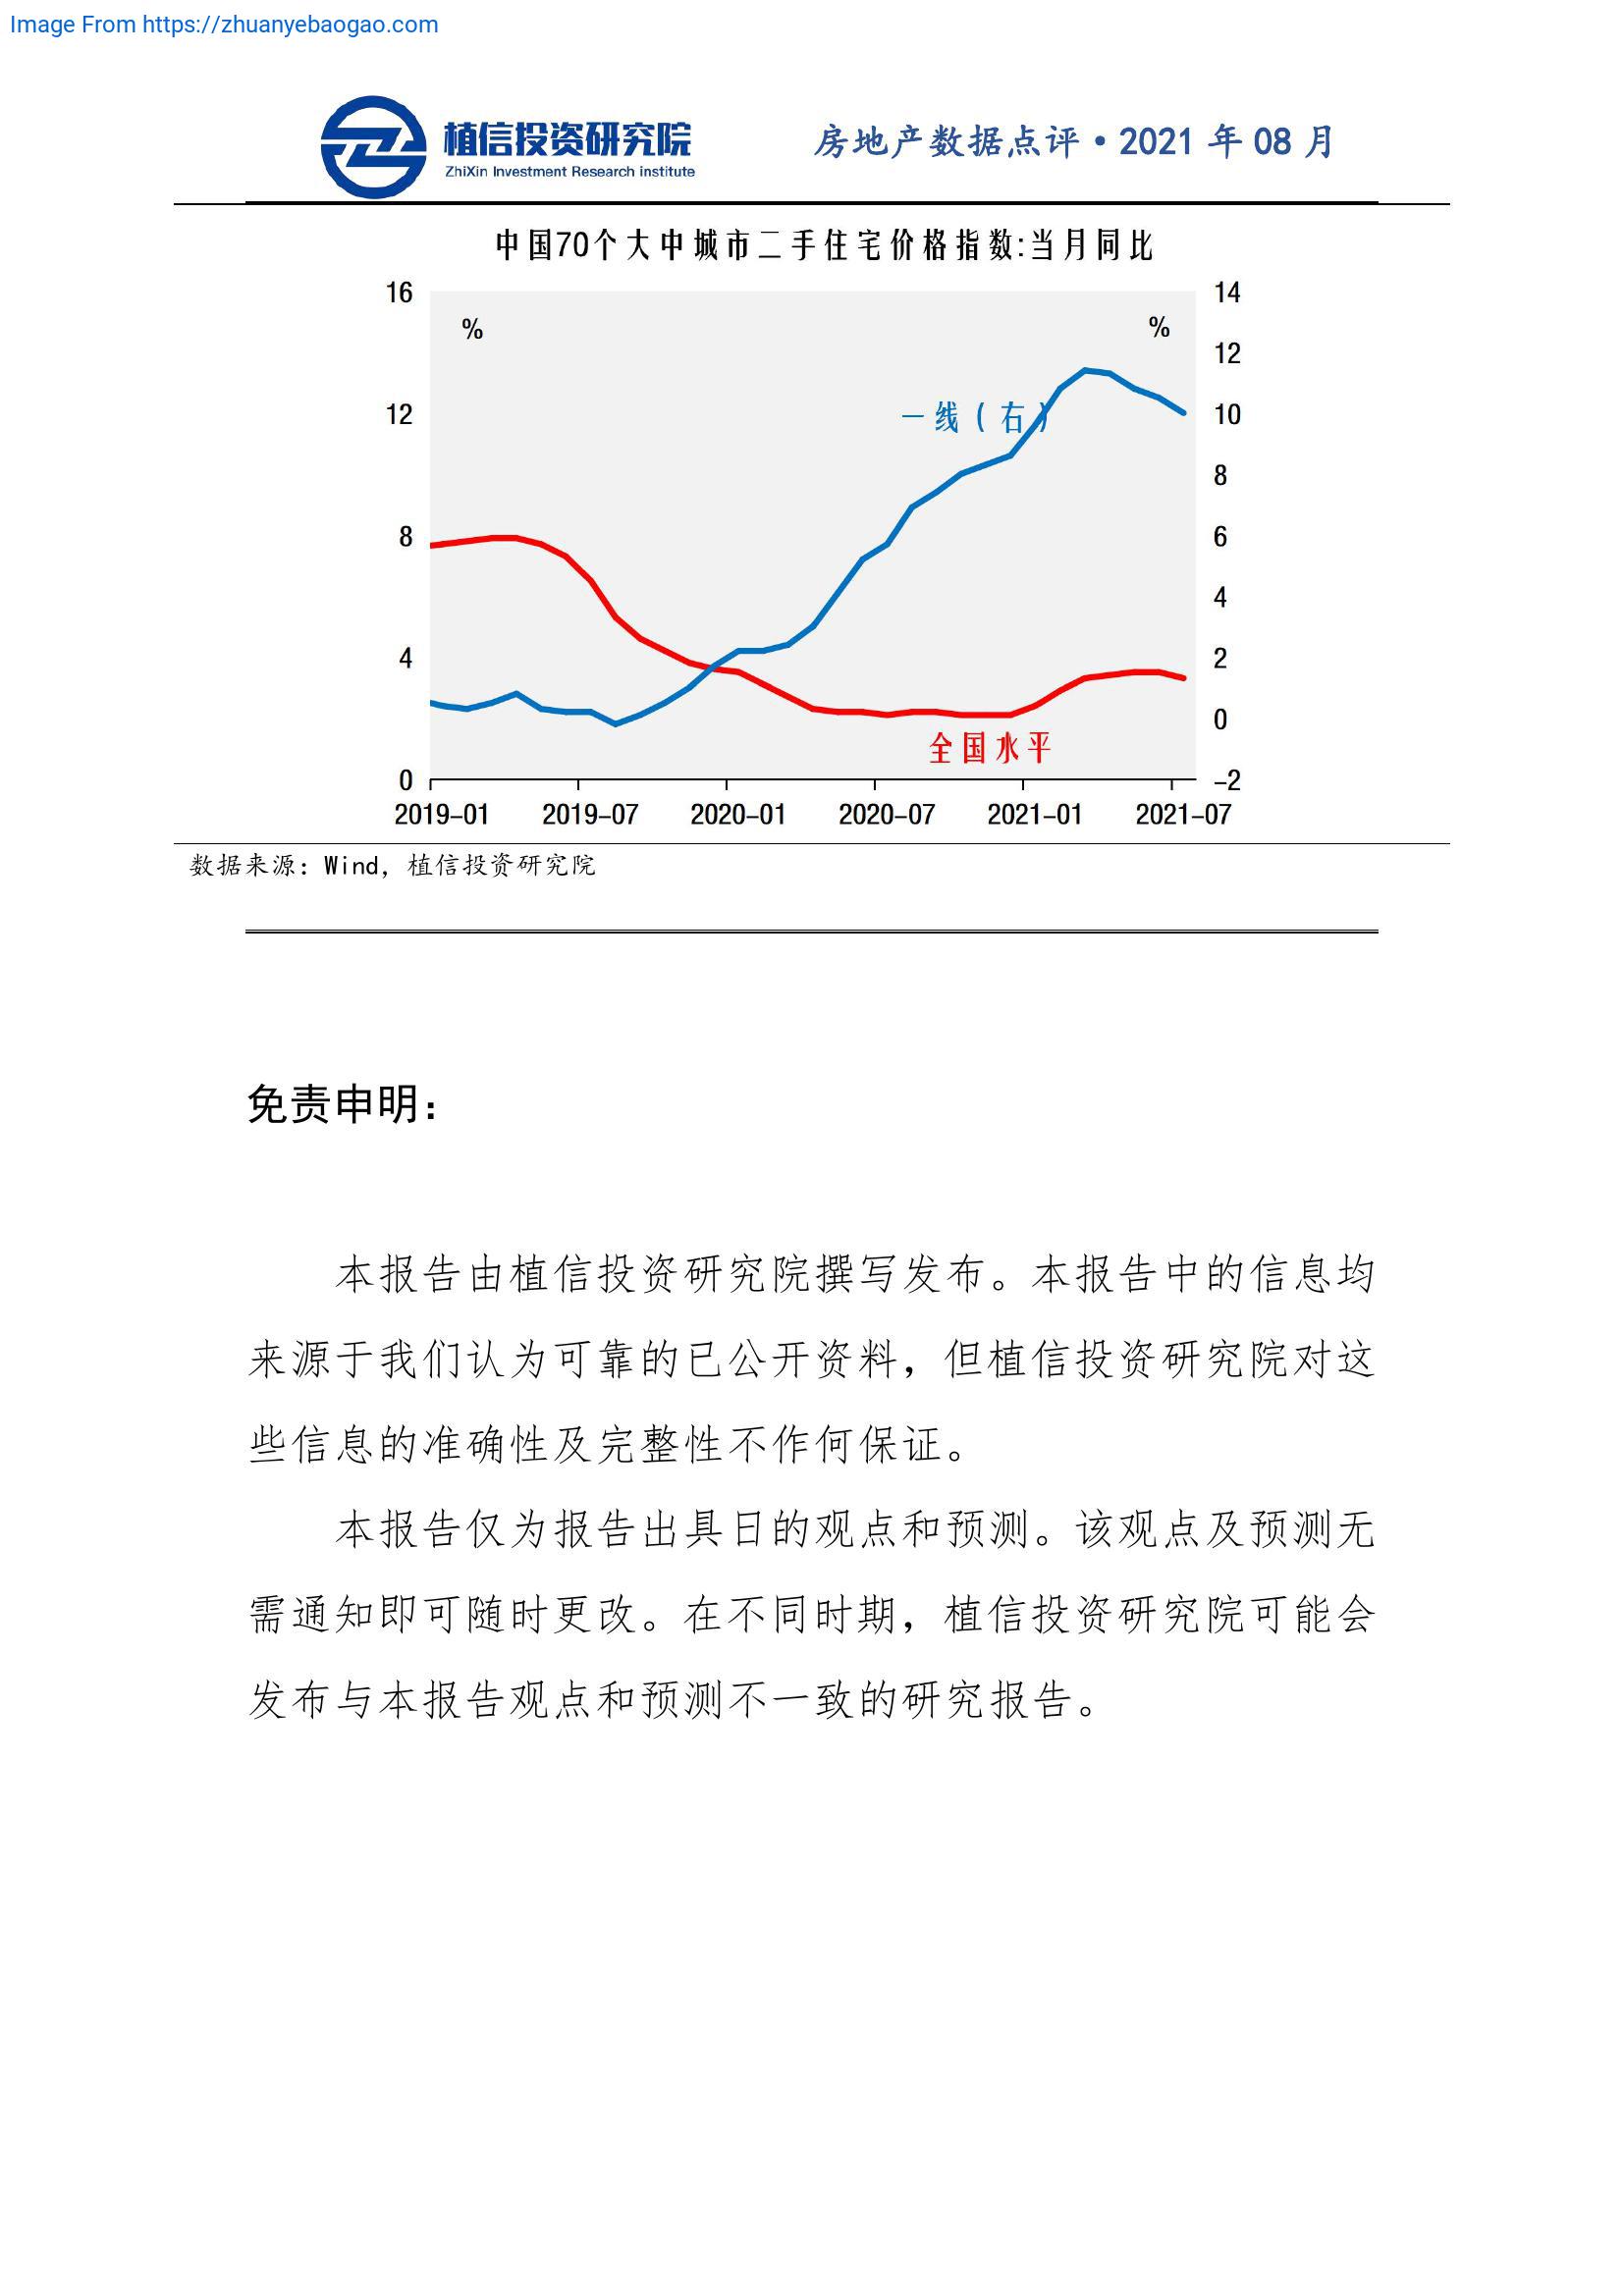 Image From https://zhuanyebaogao.com
植信投资研究院
ZhiXin Investment Research institute
房地产数据点评·2021 年 08 月
中国70个大中城市二手住宅价格指数:当月同比
16
14
%
%
12
12
10
一线（右）
8
8
6
4
4
2
0
全国水平
0
-2
2019-01
2019-07
2020-01
2020-07
2021-01
2021-07
数据来源：Wind，植信投资研究院
免责申明：
本报告由植信投资研究院撰写发布。本报告中的信息均
来源于我们认为可靠的已公开资料，但植信投资研究院对这
些信息的准确性及完整性不作何保证。
本报告仅为报告出具日的观点和预测。该观点及预测无
需通知即可随时更改。在不同时期，植信投资研究院可能会
发布与本报告观点和预测不一致的研究报告。